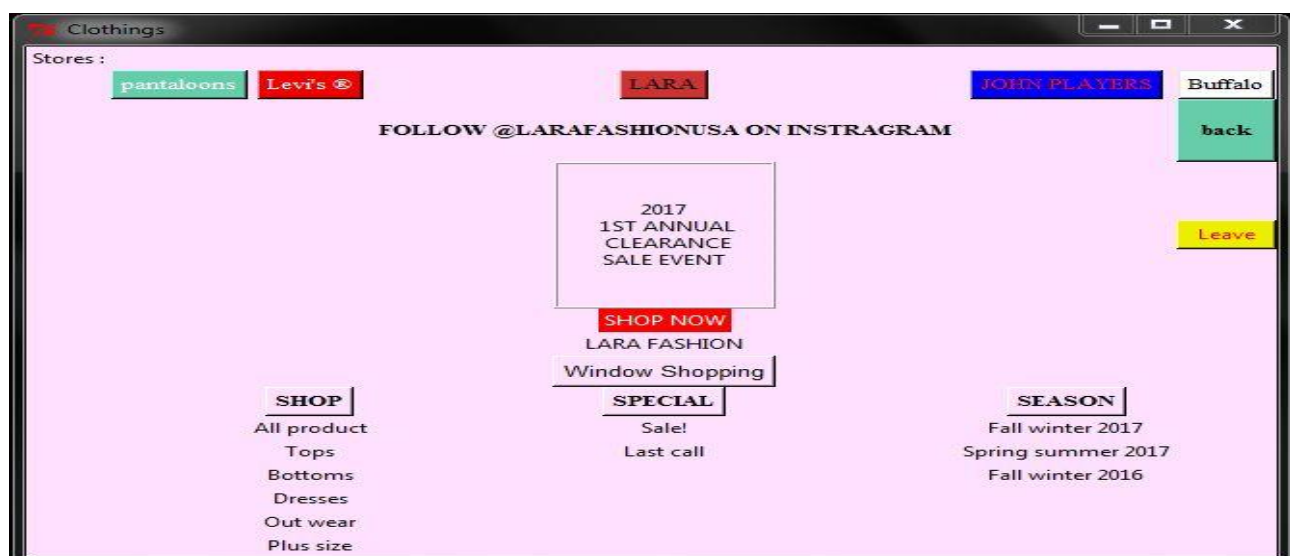 Clothings
Stores :
pantaloons Levi's ® LARA JOHN PLAYERS Buffalo
FOLLOW @LARAFASHIONUSA ON INSTRAGRAM back
2017
1ST ANNUAL
CLEARANCE
SALE EVENT
Leave
SHOP NOW
LARA FASHION
Window Shopping
SHOP SPECIAL SEASON
All product Sale! Fall winter 2017
Tops Last call Spring summer 2017
Bottoms Fall winter 2016
Dresses
Out wear
Plus size